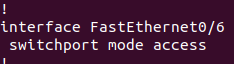 !
interface FastEthernet0/6
 switchport mode access
!